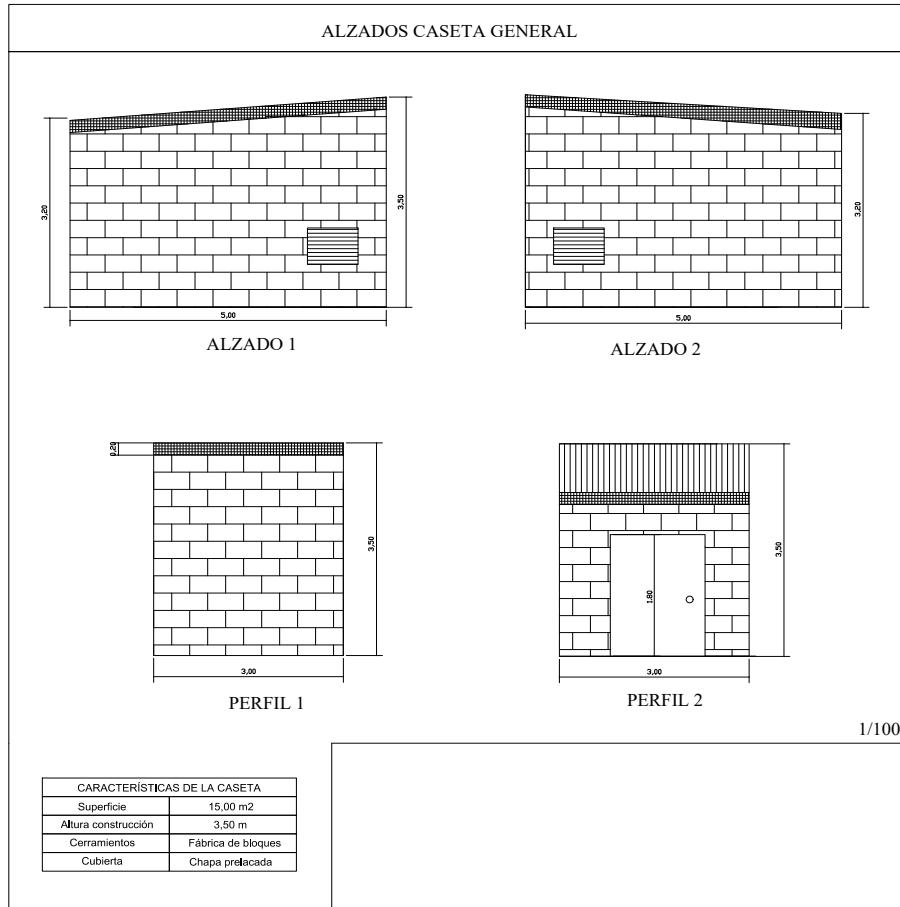 ALZADOS CASETA GENERAL
3,20
3,50
5,00
ALZADO 1
3,20
5,00
ALZADO 2
0,20
3,50
3,00
PERFIL 1
1,80
3,50
3,00
PERFIL 2
1/100
CARACTERÍSTICAS DE LA CASETA
Superficie 15,00 m2
Altura construcción 3,50 m
Cerramientos Fábrica de bloques
Cubierta Chapa prelacada